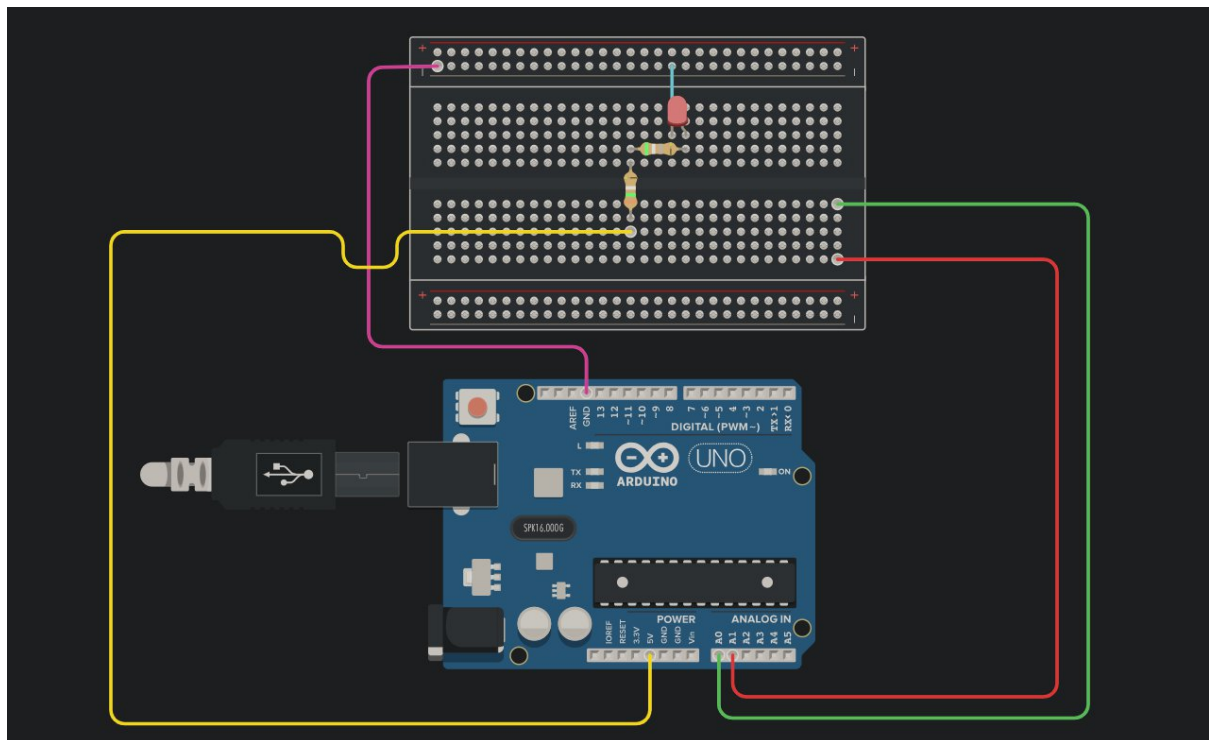 + +
–  –
AREF
GND
13
12
~11
~10
~9
8
7
~6
~5
4
~3
2
TX>1
RX<0
DIGITAL (PWM~)
L
UNO
TX
RX
ARDUINO
ON
SPK16.000G
POWER
ANALOG IN
IOREF
RESET
3.3V
5V
GND
GND
Vin
A0
A1
A2
A3
A4
A5